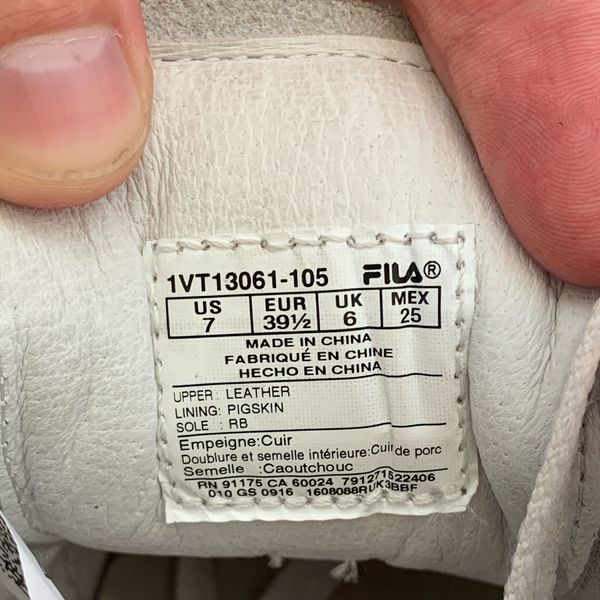 1VT13061-105 FILA®
US EUR UK MEX
7 39½ 6 25
MADE IN CHINA
FABRIQUÉ EN CHINE
HECHO EN CHINA
UPPER: LEATHER
LINING: PIGSKIN
SOLE : RB
Empeigne:Cuir
Doublure et semelle intérieure:Cuir de porc
Semelle :Caoutchouc
RN 91175 CA 60024 791271522406
010 GS 0916 1608088RUK3BBF